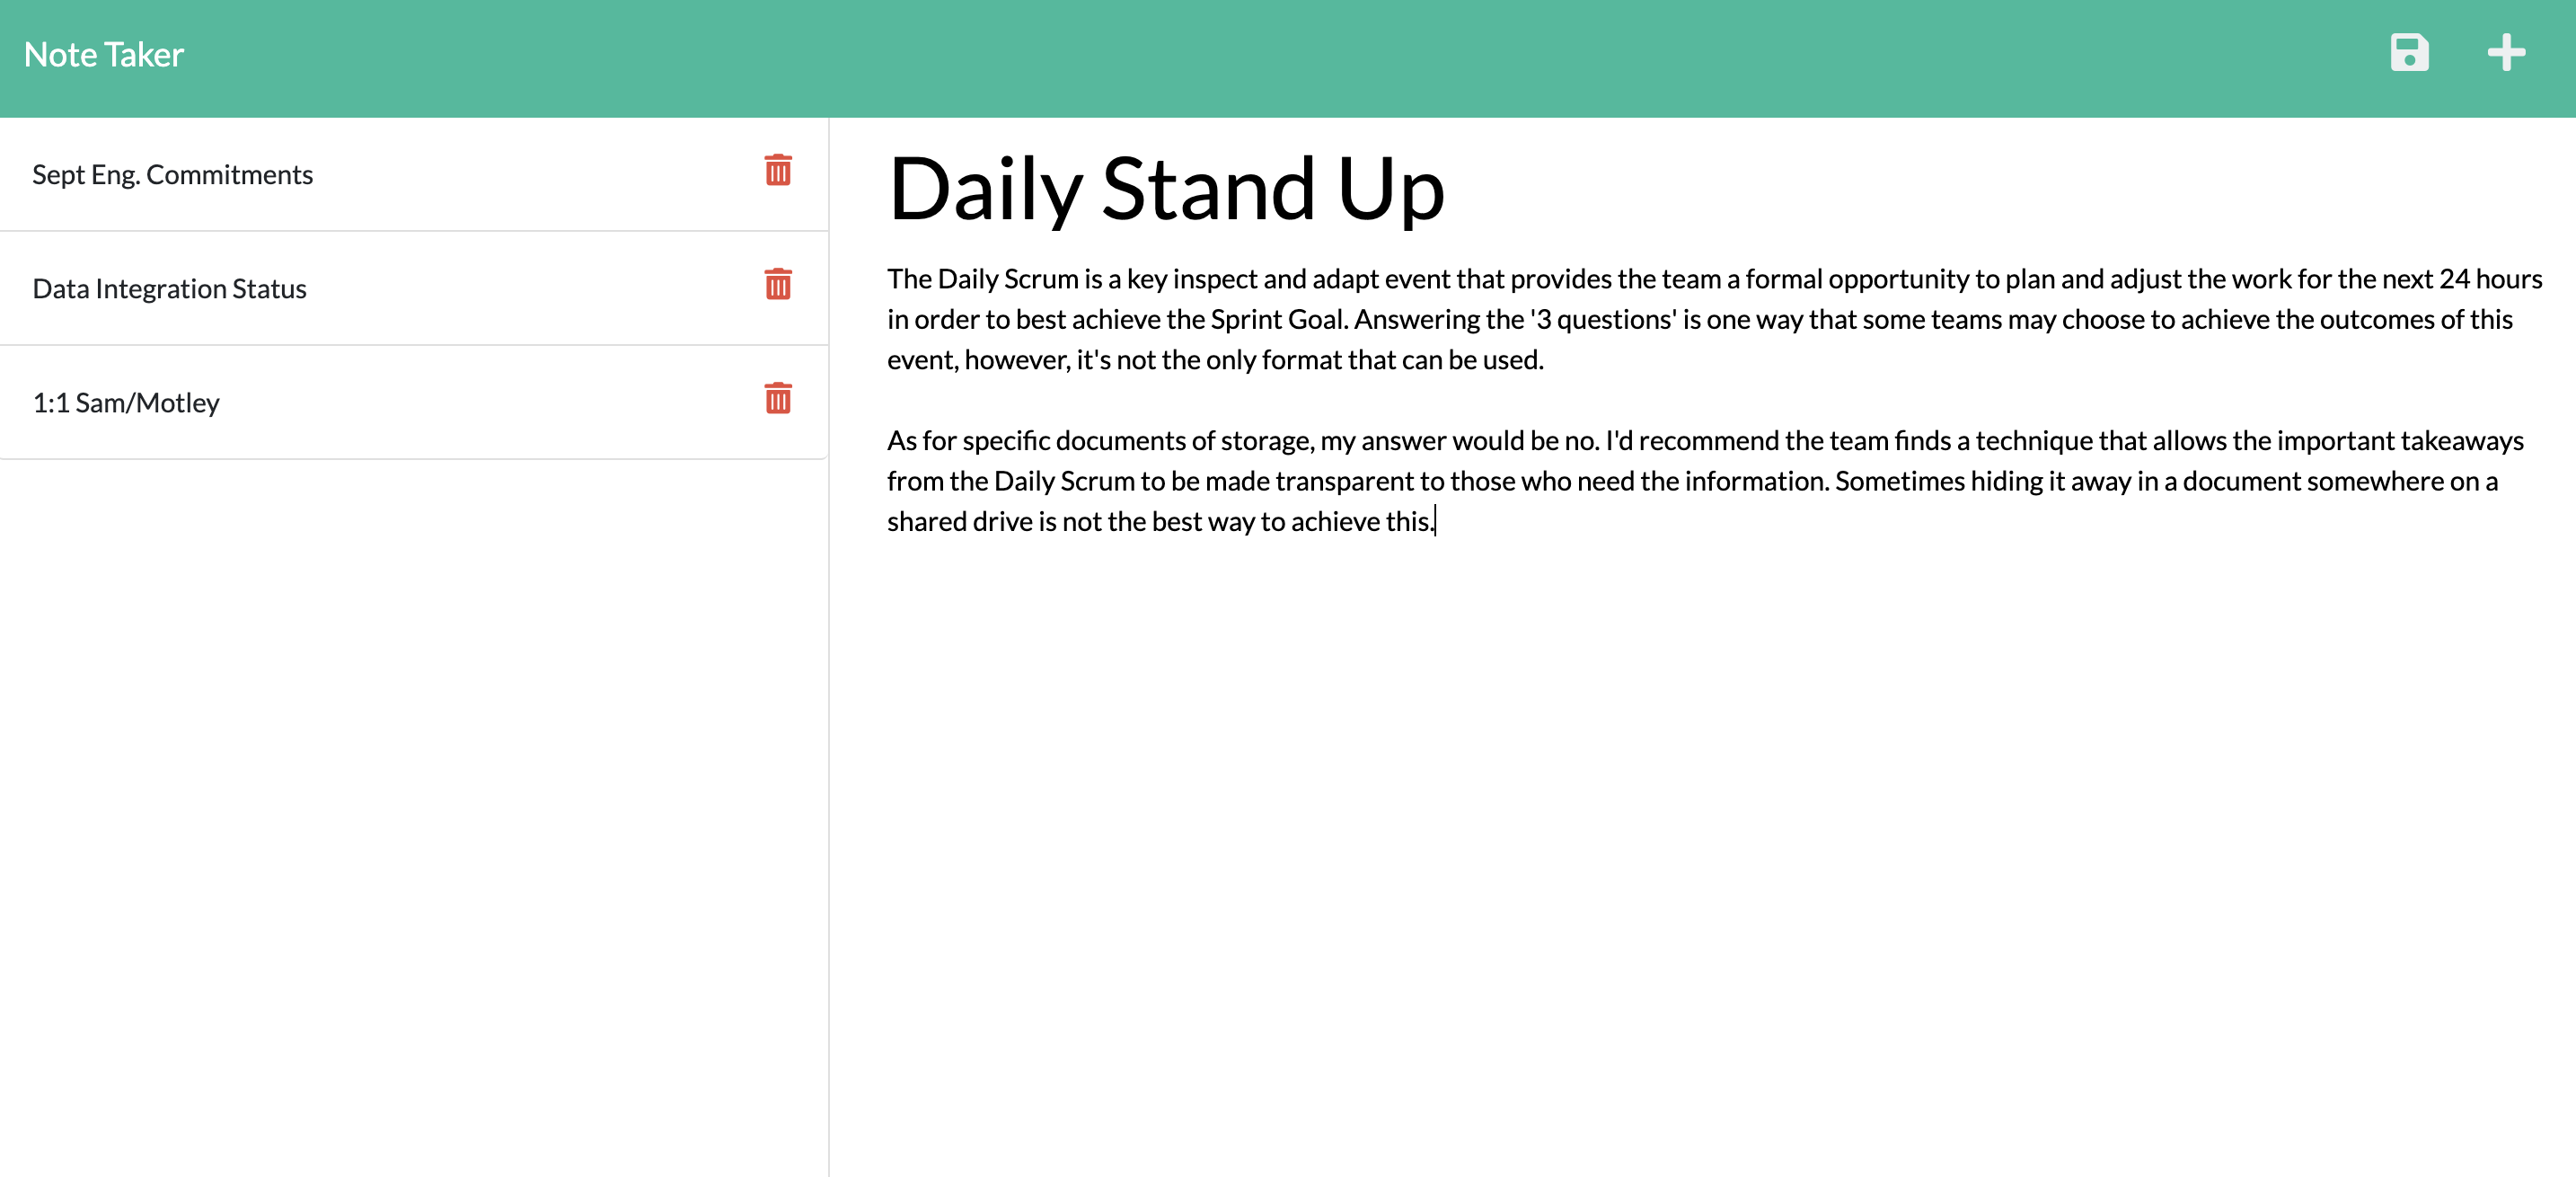 Note Taker
Sept Eng. Commitments
Data Integration Status
1:1 Sam/Motley
Daily Stand Up
The Daily Scrum is a key inspect and adapt event that provides the team a formal opportunity to plan and adjust the work for the next 24 hours
in order to best achieve the Sprint Goal. Answering the '3 questions' is one way that some teams may choose to achieve the outcomes of this
event, however, it's not the only format that can be used.
As for specific documents of storage, my answer would be no. I'd recommend the team finds a technique that allows the important takeaways
from the Daily Scrum to be made transparent to those who need the information. Sometimes hiding it away in a document somewhere on a
shared drive is not the best way to achieve this.